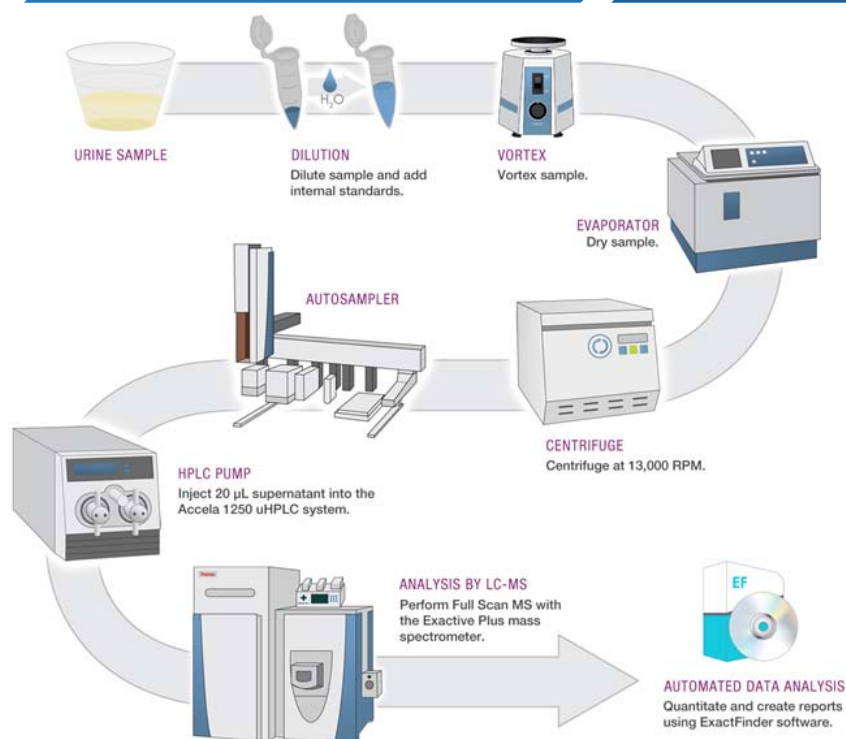 H2O
URINE SAMPLE
DILUTION
Dilute sample and add
internal standards.
VORTEX
Vortex sample.
EVAPORATOR
Dry sample.
AUTOSAMPLER
CENTRIFUGE
Centrifuge at 13,000 RPM.
HPLC PUMP
Inject 20 µL supernatant into the
Accela 1250 uHPLC system.
Thermo
ANALYSIS BY LC-MS
Perform Full Scan MS with
the Exactive Plus mass
spectrometer.
EF
AUTOMATED DATA ANALYSIS
Quantitate and create reports
using ExactFinder software.